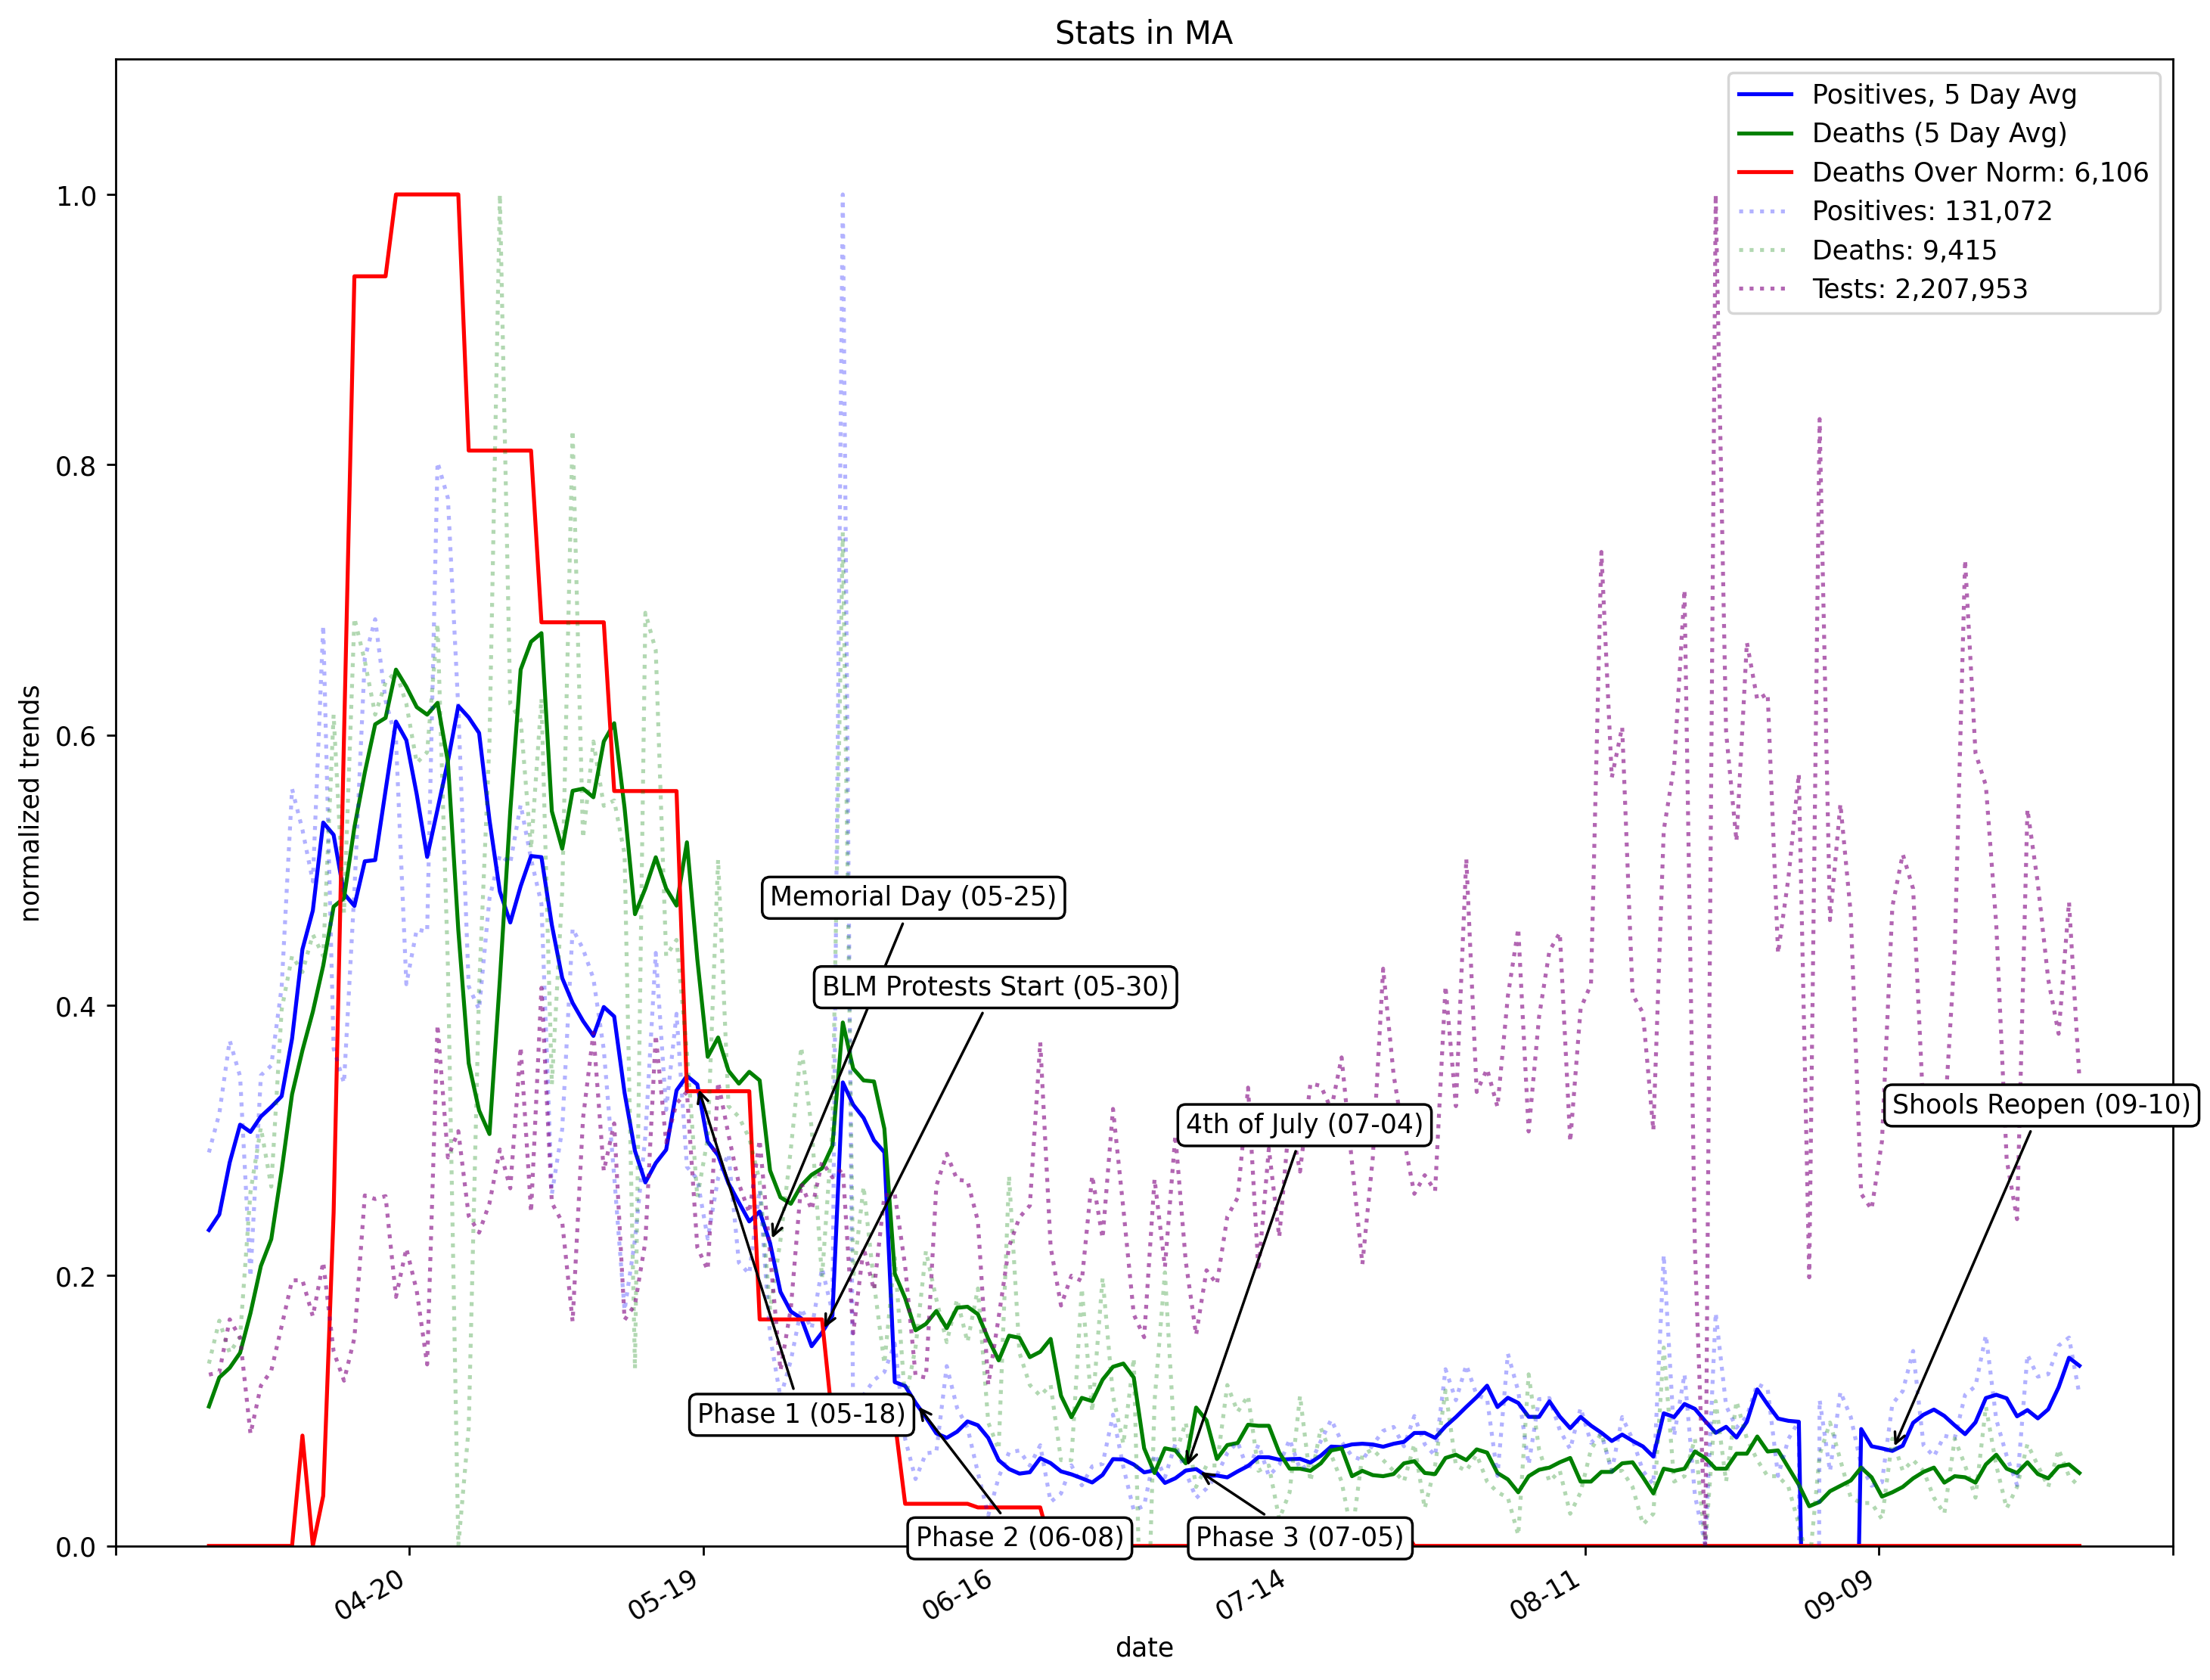 Stats in MA
Positives, 5 Day Avg
Deaths (5 Day Avg)
Deaths Over Norm: 6,106
Positives: 131,072
Deaths: 9,415
Tests: 2,207,953
1.0
0.8
0.6
0.4
0.2
0.0
normalized trends
Memorial Day (05-25)
BLM Protests Start (05-30)
4th of July (07-04)
Shools Reopen (09-10)
Phase 1 (05-18)
Phase 2 (06-08)
Phase 3 (07-05)
04-20
05-19
06-16
07-14
08-11
09-09
date